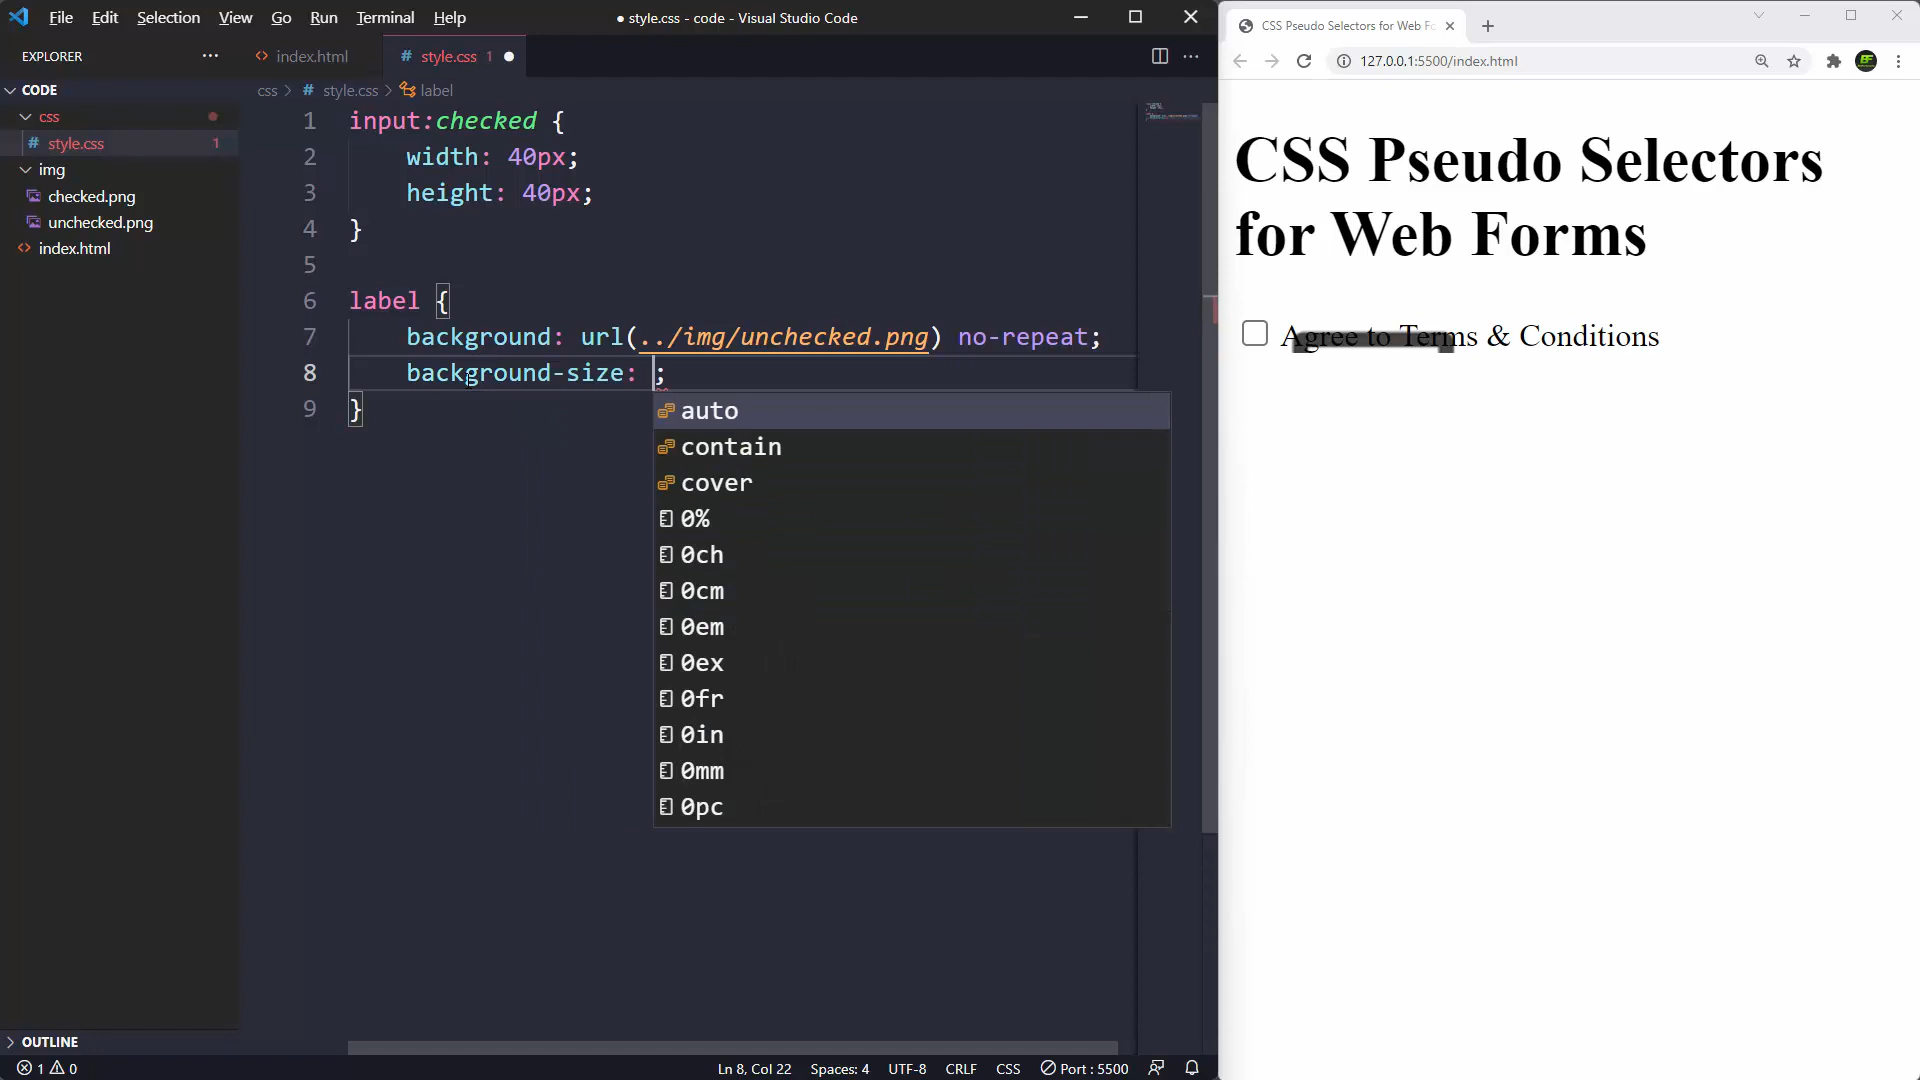 File Edit Selection View Go Run Terminal Help
● style.css - code - Visual Studio Code
EXPLORER
index.html
# style.css 1
CODE
css
# style.css 1
img
checked.png
unchecked.png
index.html
css > # style.css > label
1 input:checked {
2 width: 40px;
3 height: 40px;
4 }
5
6 label {
7 background: url(../img/unchecked.png) no-repeat;
8 background-size: ;
9 }
auto
contain
cover
0%
0ch
0cm
0em
0ex
0fr
0in
0mm
0pc
OUTLINE
1 0
Ln 8, Col 22 Spaces: 4 UTF-8 CRLF CSS Port : 5500
CSS Pseudo Selectors for Web Fo
127.0.0.1:5500/index.html
BF
CSS Pseudo Selectors
for Web Forms
Agree to Terms & Conditions